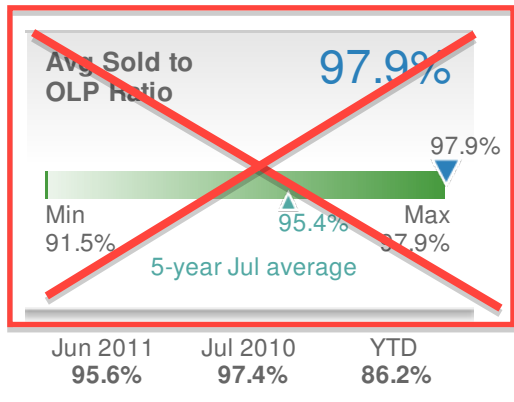 Avg Sold to 97.9%
OLP Ratio
97.9%
Min 95.4% Max
91.5% 97.9%
5-year Jul average
Jun 2011 Jul 2010 YTD
95.6% 97.4% 86.2%